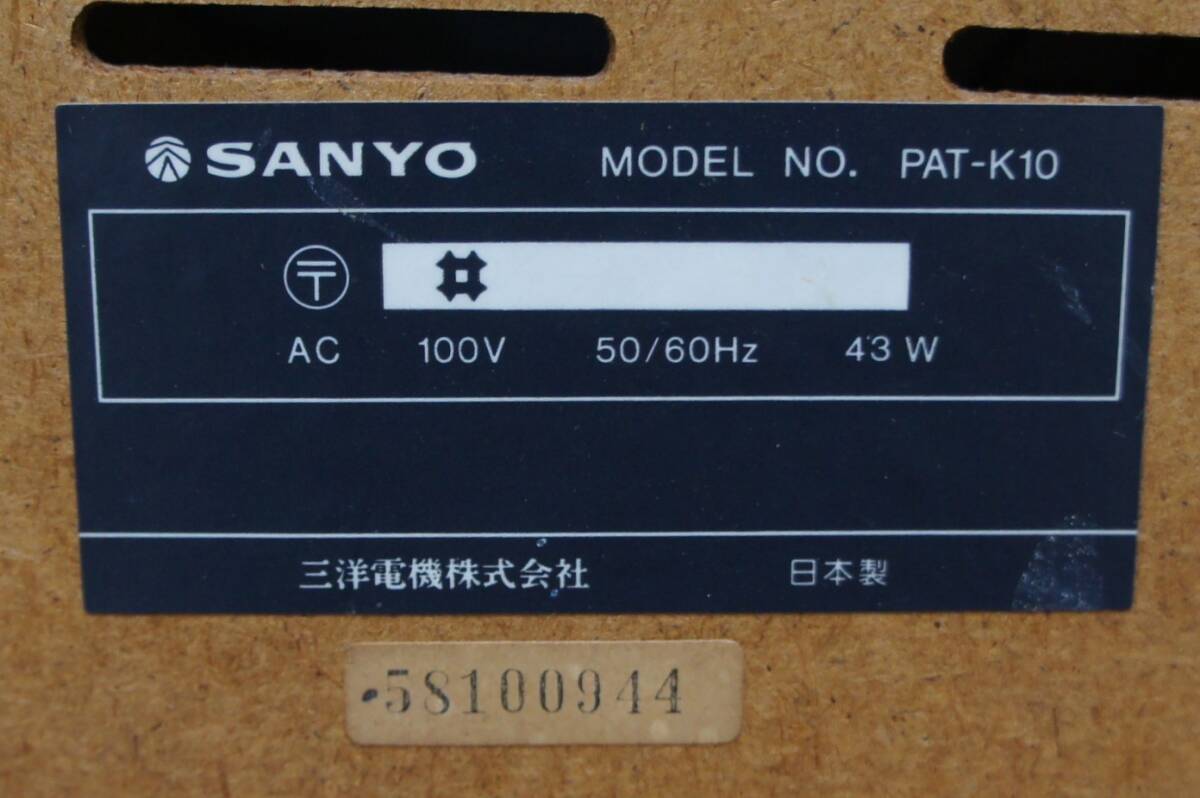 SANYO MODEL NO. PAT-K10
〒
AC 100V 50/60Hz 43 W
三洋電機株式会社 日本製
58100944